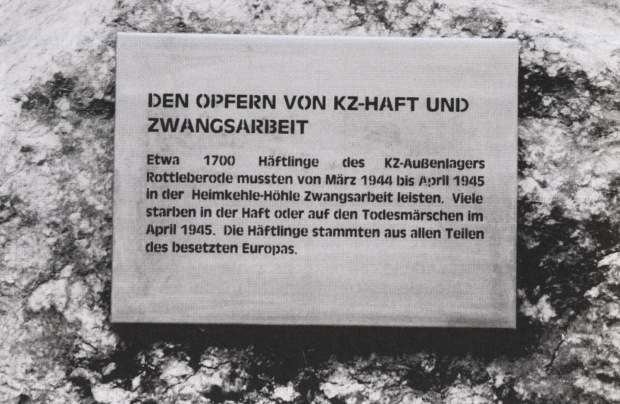 DEN OPFERN VON KZ-HAFT UND
ZWANGSARBEIT
Etwa 1700 Häftlinge des KZ-Außenlagers
Rottleberode mussten von März 1944 bis April 1945
in der Heimkehle-Höhle Zwangsarbeit leisten. Viele
starben in der Haft oder auf den Todesmärschen im
April 1945. Die Häftlinge stammten aus allen Teilen
des besetzten Europas.